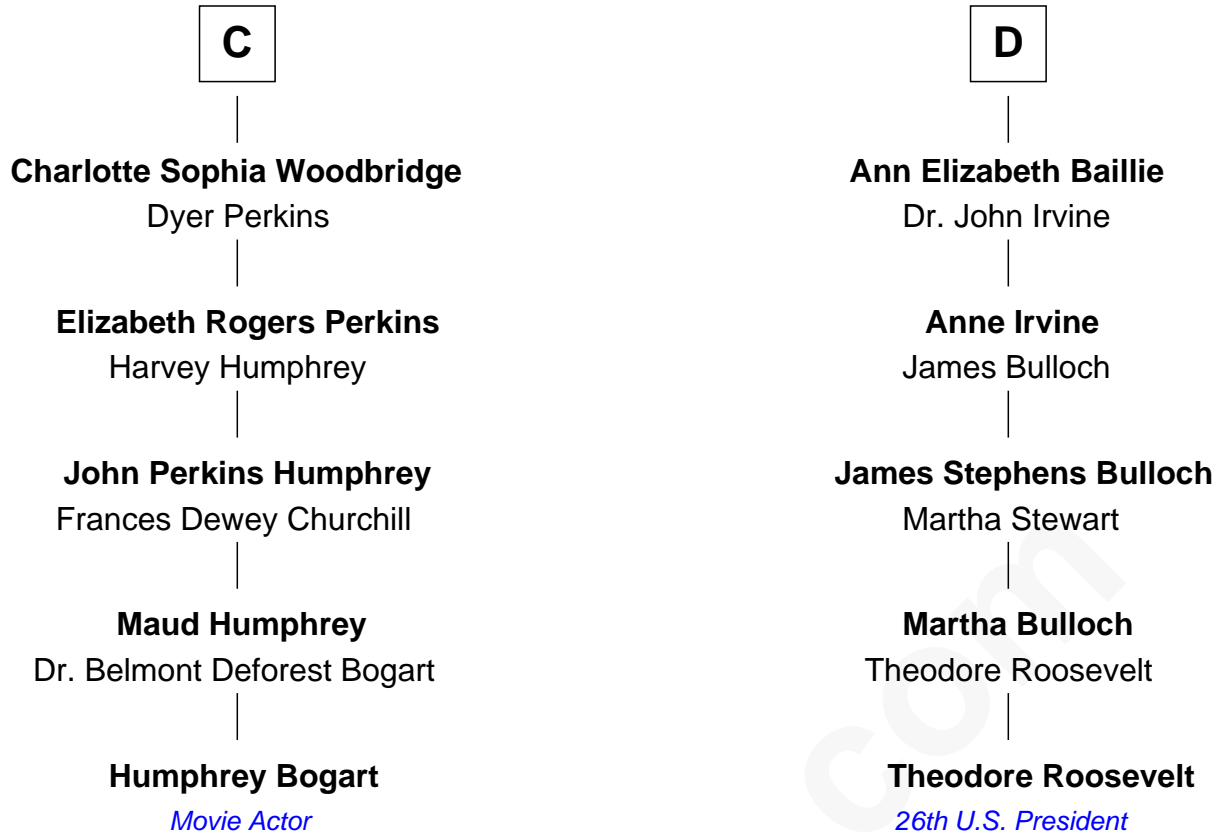 C
Charlotte Sophia Woodbridge
Dyer Perkins
Elizabeth Rogers Perkins
Harvey Humphrey
John Perkins Humphrey
Frances Dewey Churchill
Maud Humphrey
Dr. Belmont Deforest Bogart
Humphrey Bogart
Movie Actor
D
Ann Elizabeth Baillie
Dr. John Irvine
Anne Irvine
James Bulloch
James Stephens Bulloch
Martha Stewart
Martha Bulloch
Theodore Roosevelt
Theodore Roosevelt
26th U.S. President
com